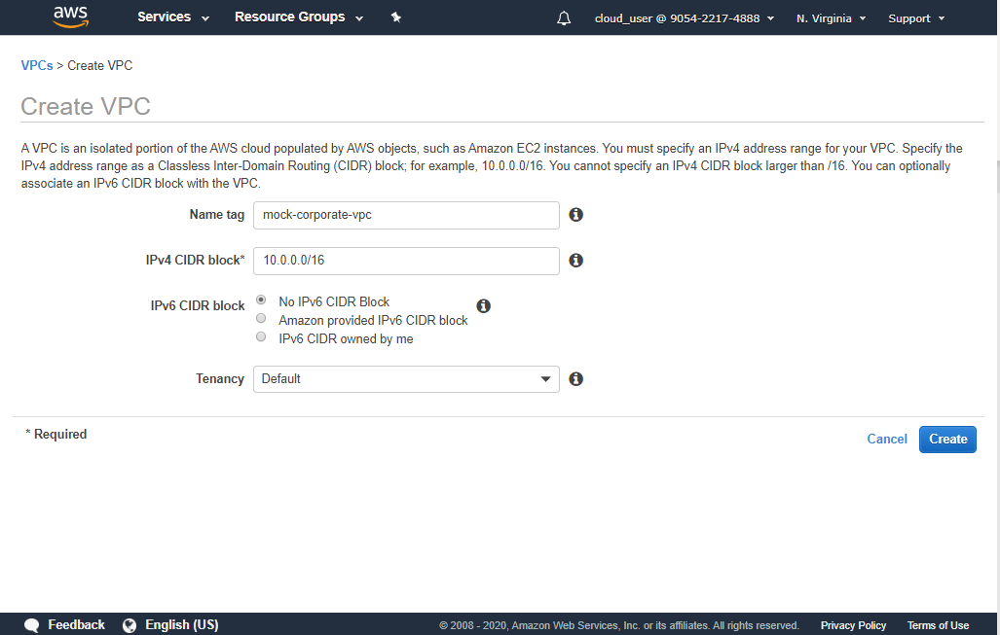 aws Services Resource Groups cloud_user @ 9054-2217-4888 N. Virginia Support
VPCs > Create VPC
Create VPC
A VPC is an isolated portion of the AWS cloud populated by AWS objects, such as Amazon EC2 instances. You must specify an IPv4 address range for your VPC. Specify the
IPv4 address range as a Classless Inter-Domain Routing (CIDR) block; for example, 10.0.0.0/16. You cannot specify an IPv4 CIDR block larger than /16. You can optionally
associate an IPv6 CIDR block with the VPC.
Name tag mock-corporate-vpc
IPv4 CIDR block* 10.0.0.0/16
IPv6 CIDR block No IPv6 CIDR Block
Amazon provided IPv6 CIDR block
IPv6 CIDR owned by me
Tenancy Default
* Required
Cancel Create
Feedback English (US) © 2008 - 2020, Amazon Web Services, Inc. or its affiliates. All rights reserved. Privacy Policy Terms of Use